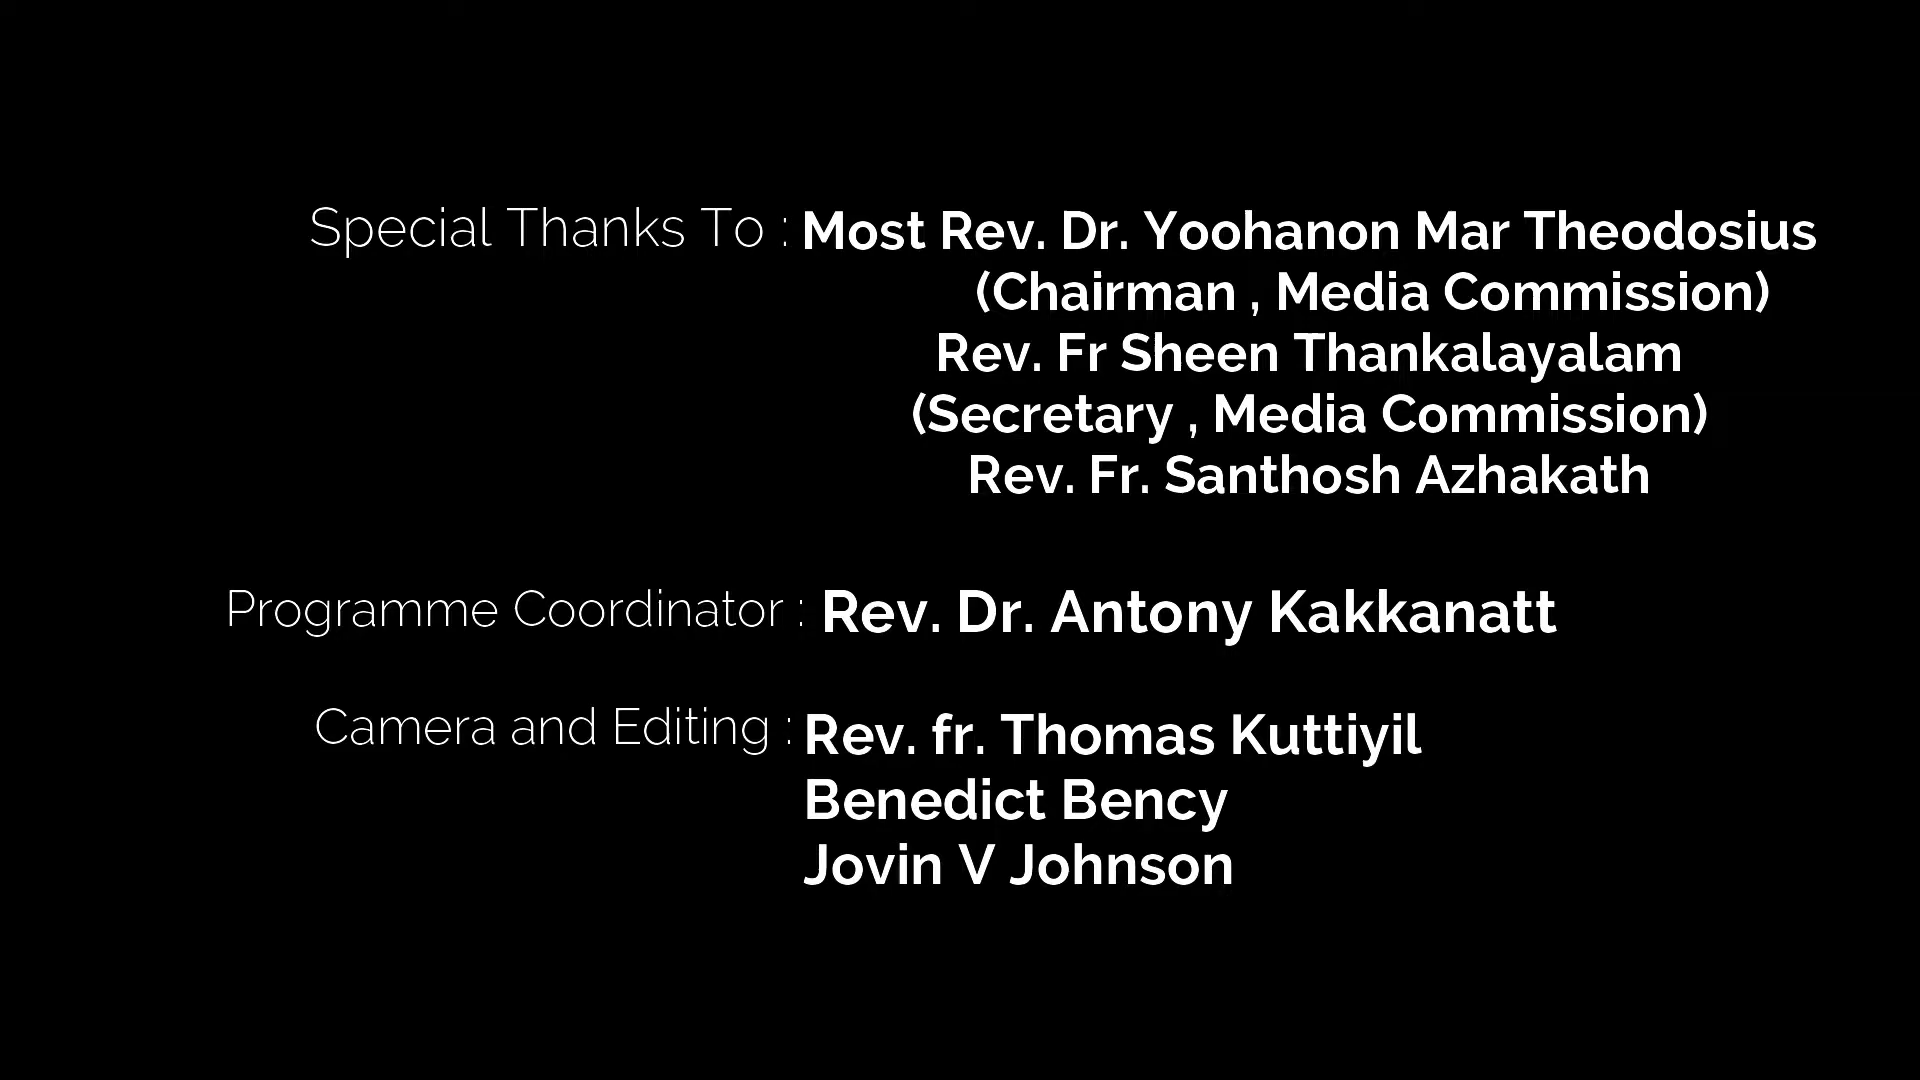 Special Thanks To : Most Rev. Dr. Yoohanon Mar Theodosius
(Chairman , Media Commission)
Rev. Fr Sheen Thankalayalam
(Secretary , Media Commission)
Rev. Fr. Santhosh Azhakath
Programme Coordinator : Rev. Dr. Antony Kakkanatt
Camera and Editing : Rev. fr. Thomas Kuttiyil
Benedict Bency
Jovin V Johnson